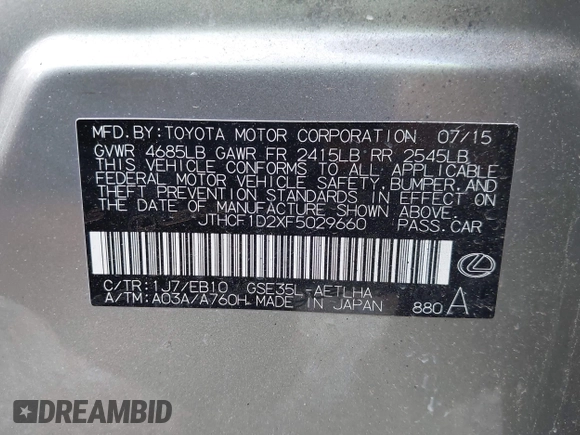 MFD. BY: TOYOTA MOTOR CORPORATION 07/15
GVWR 4685LB GAWR FR 2415LB RR 2545LB
THIS VEHICLE CONFORMS TO ALL APPLICABLE
FEDERAL MOTOR VEHICLE SAFETY, BUMPER, AND
THEFT PREVENTION STANDARDS IN EFFECT ON
THE DATE OF MANUFACTURE SHOWN ABOVE.
JTHCF1D2XF5029660 PASS. CAR
C/TR: 1J7/EB10 GSE35L-AETLHA
A/TM: A03A/A760H MADE IN JAPAN 880 A
DREAMBID